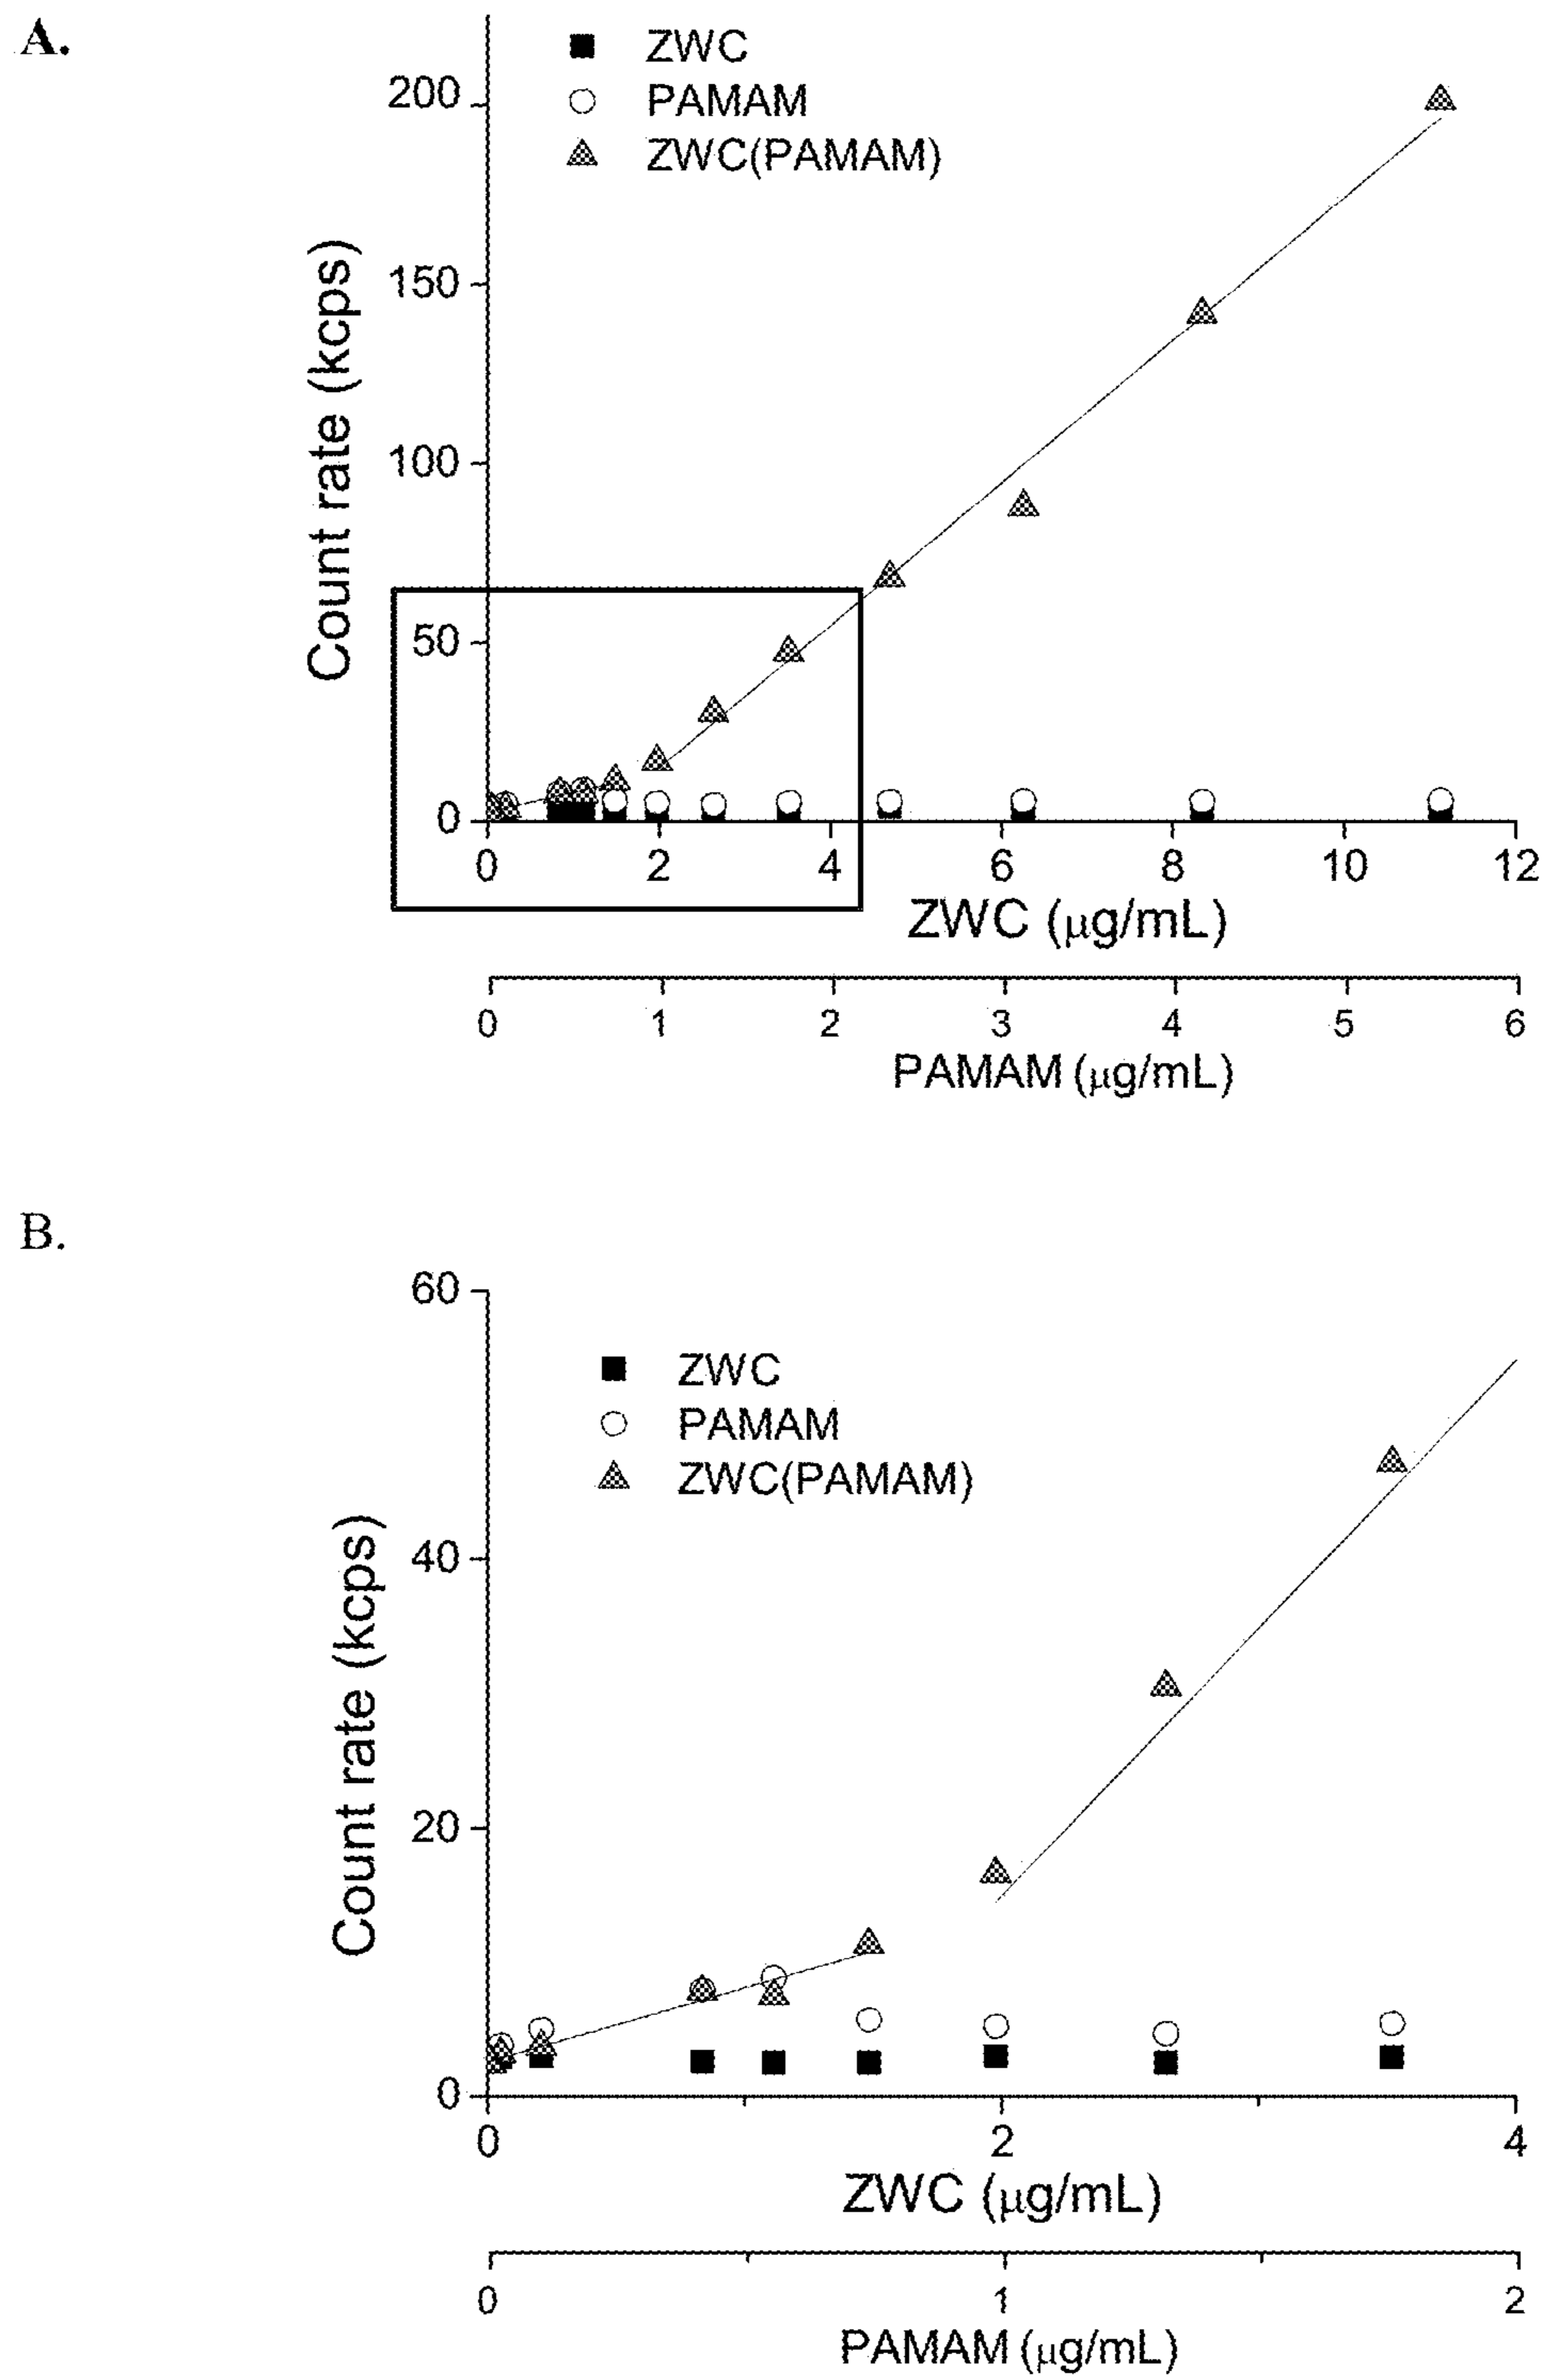 A.
ZWC
PAMAM
ZWC(PAMAM)
Count rate (kcps)
200
150
100
50
0
0 2 4 6 8 10 12
ZWC (μg/mL)
0 1 2 3 4 5 6
PAMAM (μg/mL)
B.
ZWC
PAMAM
ZWC(PAMAM)
Count rate (kcps)
60
40
20
0
0 2 4
ZWC (μg/mL)
0 1 2
PAMAM (μg/mL)